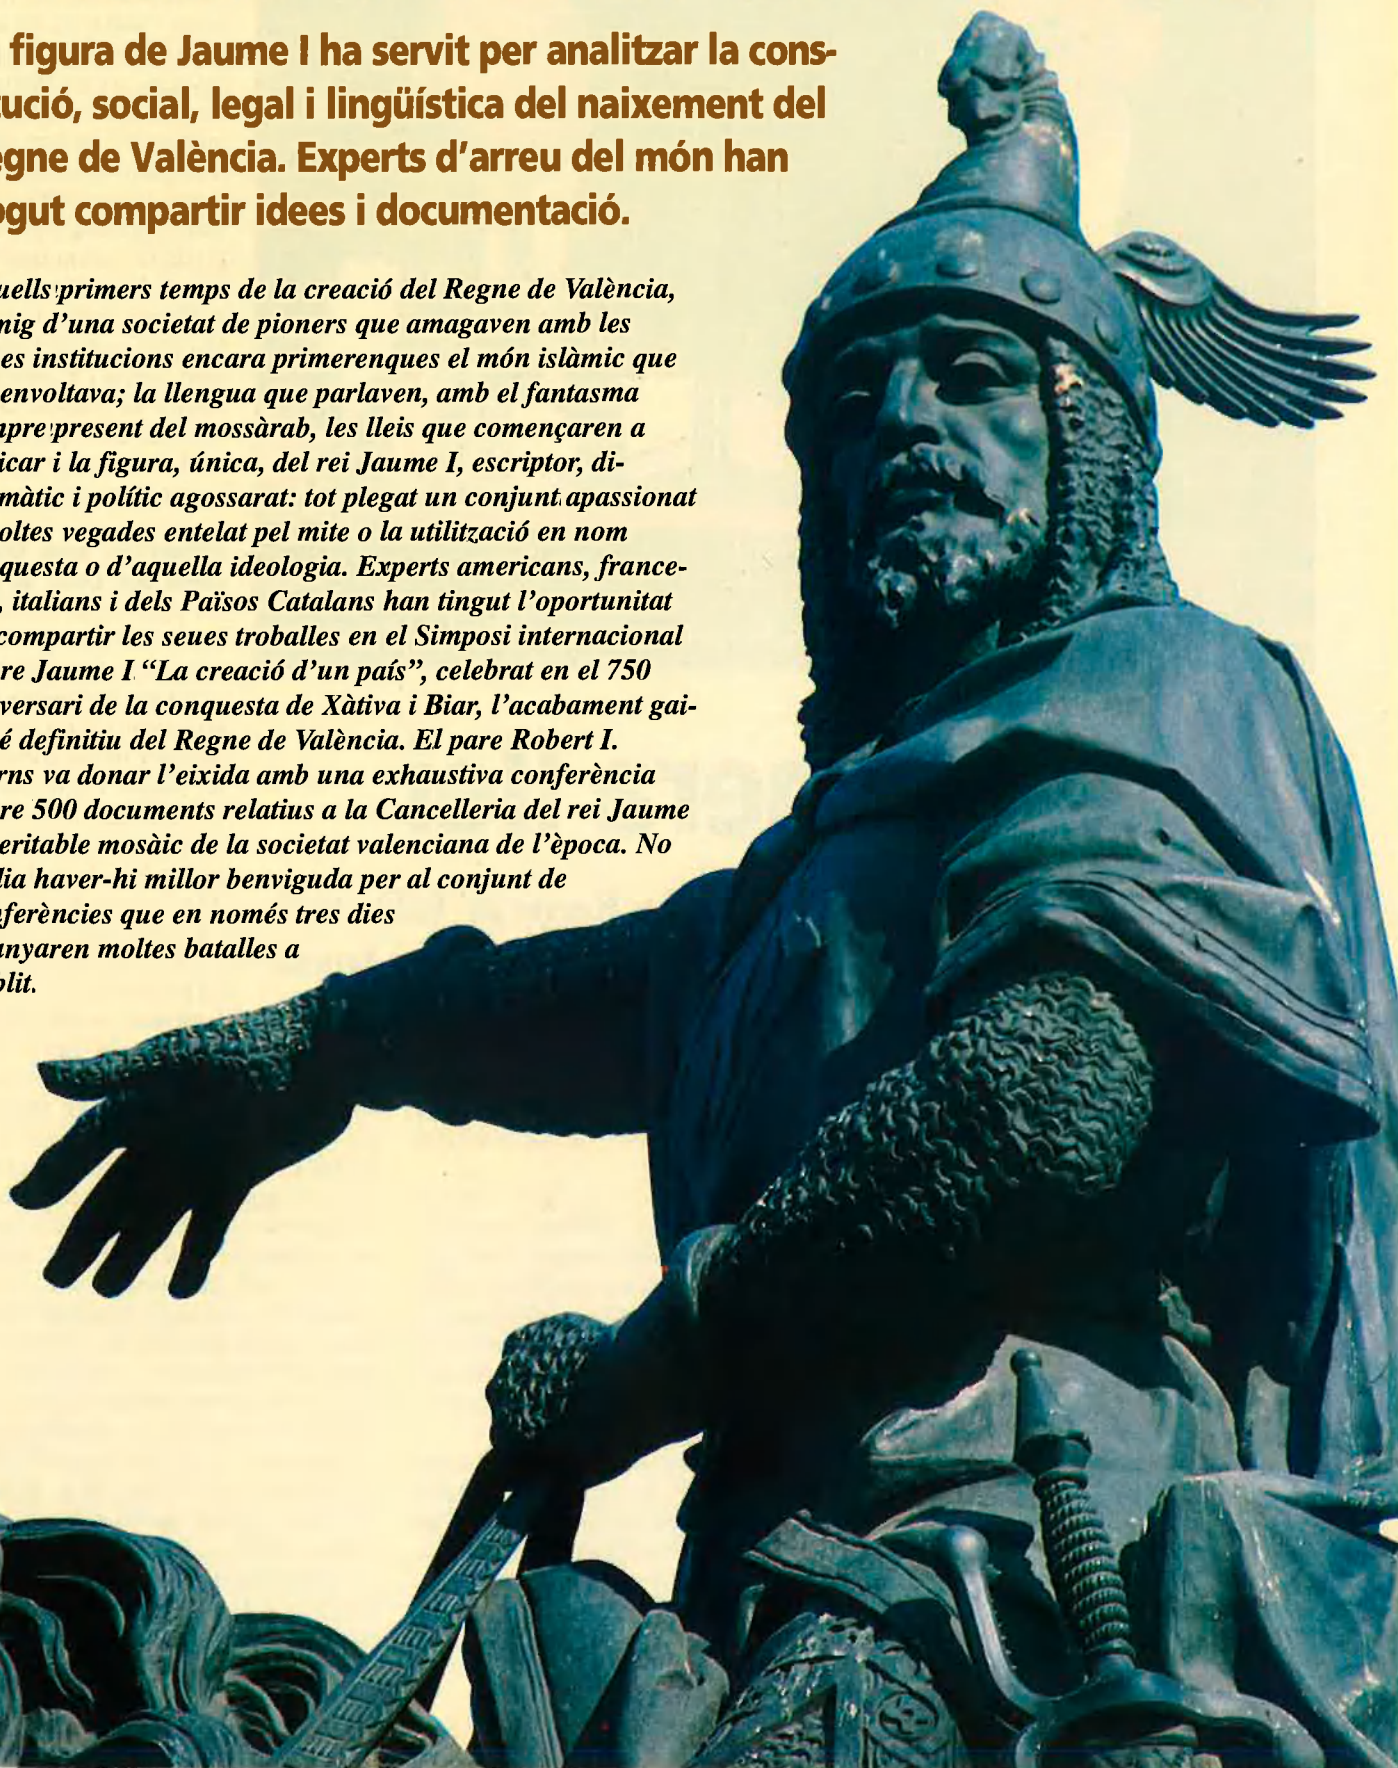 figura de Jaume I ha servit per analitzar la cons-
tució, social, legal i lingüística del naixement del
egne de València. Experts d'arreu del món han
ogut compartir idees i documentació.
uells primers temps de la creació del Regne de València,
mig d'una societat de pioners que amagaven amb les
es institucions encara primerenques el món islàmic que
envoltava; la llengua que parlaven, amb el fantasma
npre present del mossàrab, les lleis que començaren a
icar i la figura, única, del rei Jaume I, escriptor, di-
màtic i polític agossarat: tot plegat un conjunt apassionat
oltes vegades entelat pel mite o la utilització en nom
questa o d'aquella ideologia. Experts americans, france-
, italians i dels Països Catalans han tingut l'oportunitat
compartir les seues troballes en el Simposi internacional
re Jaume I "La creació d'un país", celebrat en el 750
versari de la conquesta de Xàtiva i Biar, l'acabament gai-
é definitiu del Regne de València. El pare Robert I.
rns va donar l'eixida amb una exhaustiva conferència
re 500 documents relatius a la Cancelleria del rei Jaume
eritable mosàic de la societat valenciana de l'època. No
dia haver-hi millor benviguda per al conjunt de
nferències que en només tres dies
anyaren moltes batalles a
blit.